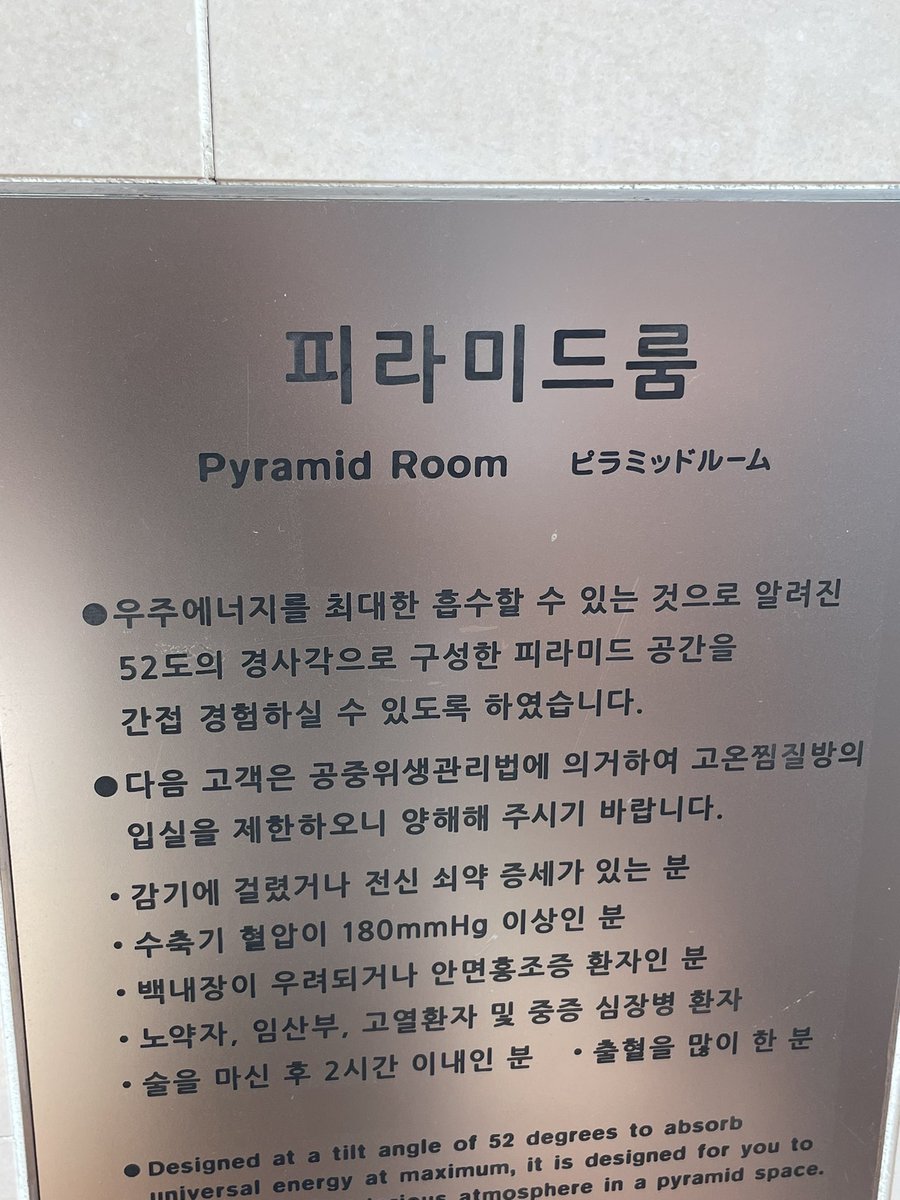 피라미드룸
Pyramid Room ピラミッドルーム
●우주에너지를 최대한 흡수할 수 있는 것으로 알려진
52도의 경사각으로 구성한 피라미드 공간을
간접 경험하실 수 있도록 하였습니다.
●다음 고객은 공중위생관리법에 의거하여 고온찜질방의
입실을 제한하오니 양해해 주시기 바랍니다.
·감기에 걸렸거나 전신 쇠약 증세가 있는 분
·수축기 혈압이 180mmHg 이상인 분
·백내장이 우려되거나 안면홍조증 환자인 분
·노약자, 임산부, 고열환자 및 중증 심장병 환자
·술을 마신 후 2시간 이내인 분 ·출혈을 많이 한 분
●Designed at a tilt angle of 52 degrees to absorb
universal energy at maximum, it is designed for you to
atmosphere in a pyramid space.